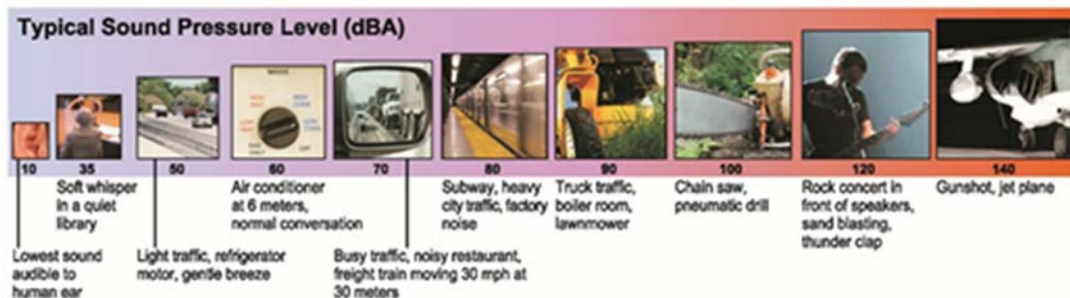 Typical Sound Pressure Level (dBA)
10 35 50 60 70 80 90 100 120 140
Lowest sound
audible to
human ear
Soft whisper
in a quiet
library
Light traffic, refrigerator
motor, gentle breeze
Air conditioner
at 6 meters,
normal conversation
Busy traffic, noisy restaurant,
freight train moving 30 mph at
30 meters
Subway, heavy
city traffic, factory
noise
Truck traffic,
boiler room,
lawnmower
Chain saw,
pneumatic drill
Rock concert in
front of speakers,
sand blasting,
thunder clap
Gunshot, jet plane